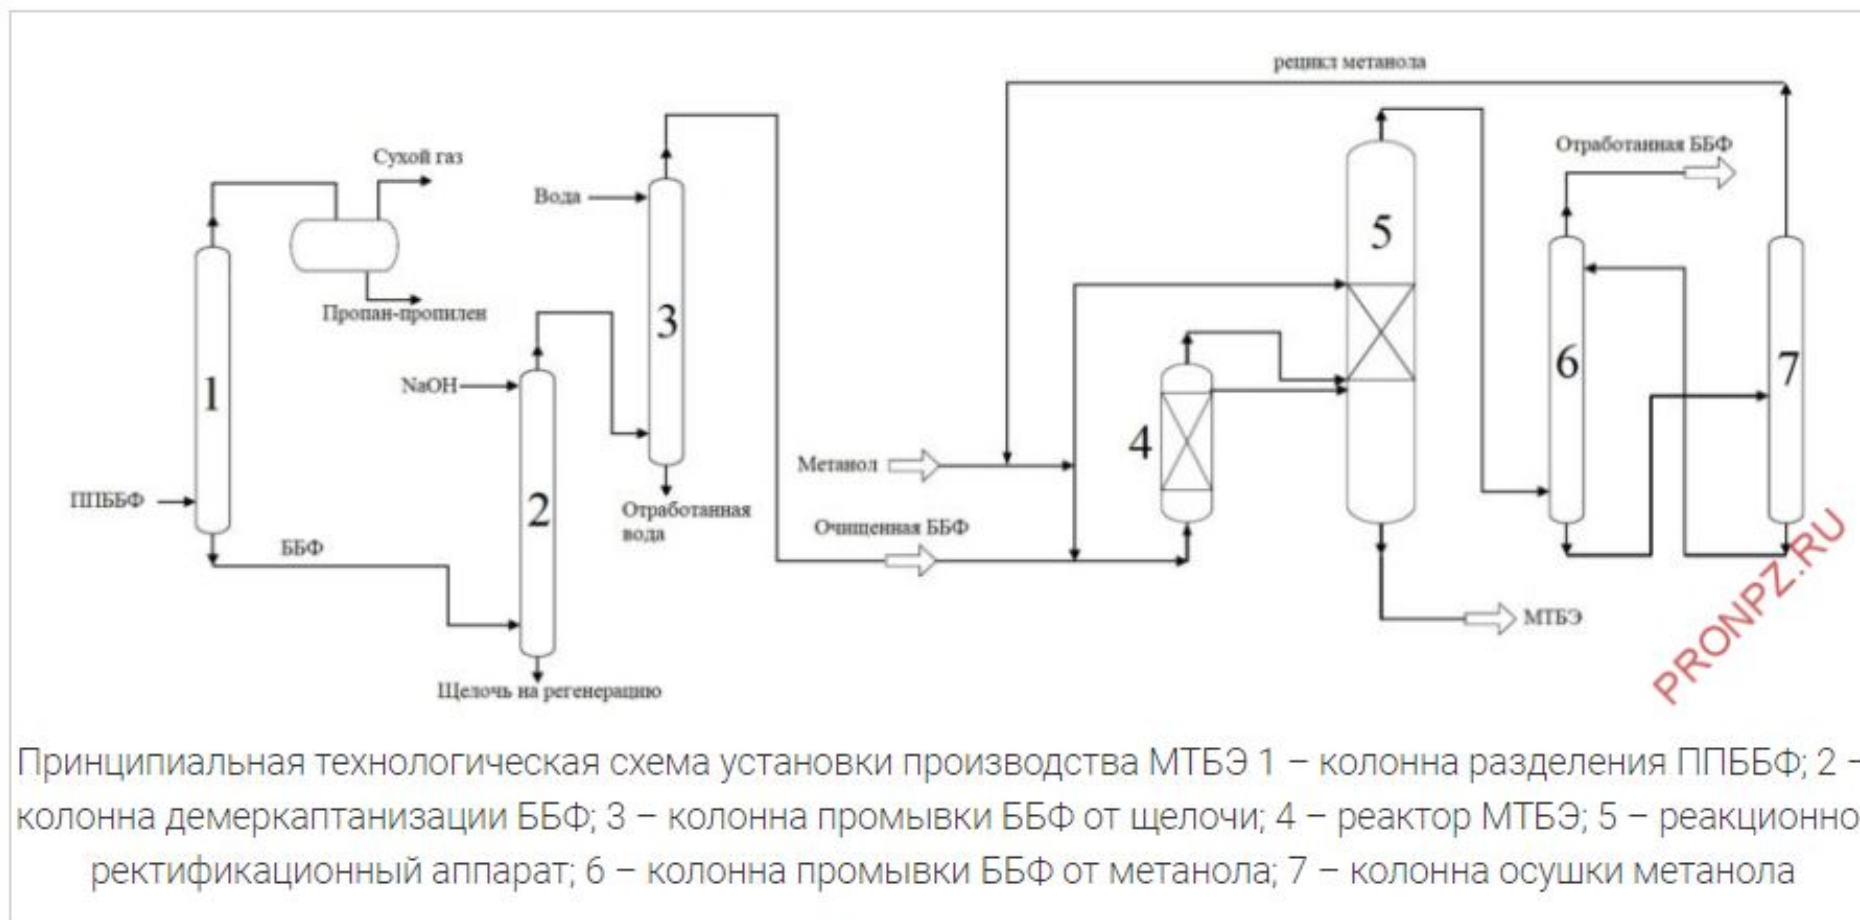 рецикл метанола
Сухой газ
Отработанная ББФ
Вода
5
3
Пропан-пропилен
6
7
1
NaOH
4
Метанол
ППББФ
2
Отработанная
вода
Очищенная ББФ
ББФ
МТБЭ
Щелочь на регенерацию
PRONPZ.RU
Принципиальная технологическая схема установки производства МТБЭ 1 – колонна разделения ППББФ; 2 –
колонна демеркаптанизации ББФ; 3 – колонна промывки ББФ от щелочи; 4 – реактор МТБЭ; 5 – реакционно
ректификационный аппарат; 6 – колонна промывки ББФ от метанола; 7 – колонна осушки метанола